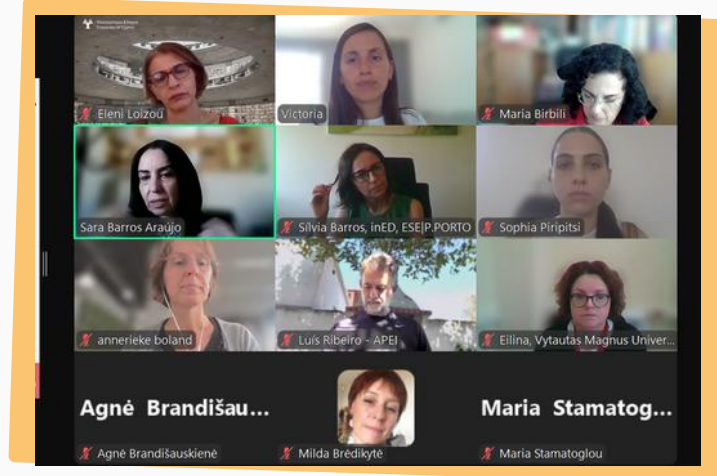 Eleni Loizou
Victoria
Maria Birbili
Sara Barros Araújo
Sílvia Barros, inED, ESE|P.PORTO
Sophia Piripitsi
annerieke boland
Luís Ribeiro - APEI
Eilina, Vytautas Magnus Univer...
Agnė Brandišau...
Maria Stamatog...
Agnė Brandišauskienė
Milda Brėdikytė
Maria Stamatoglou